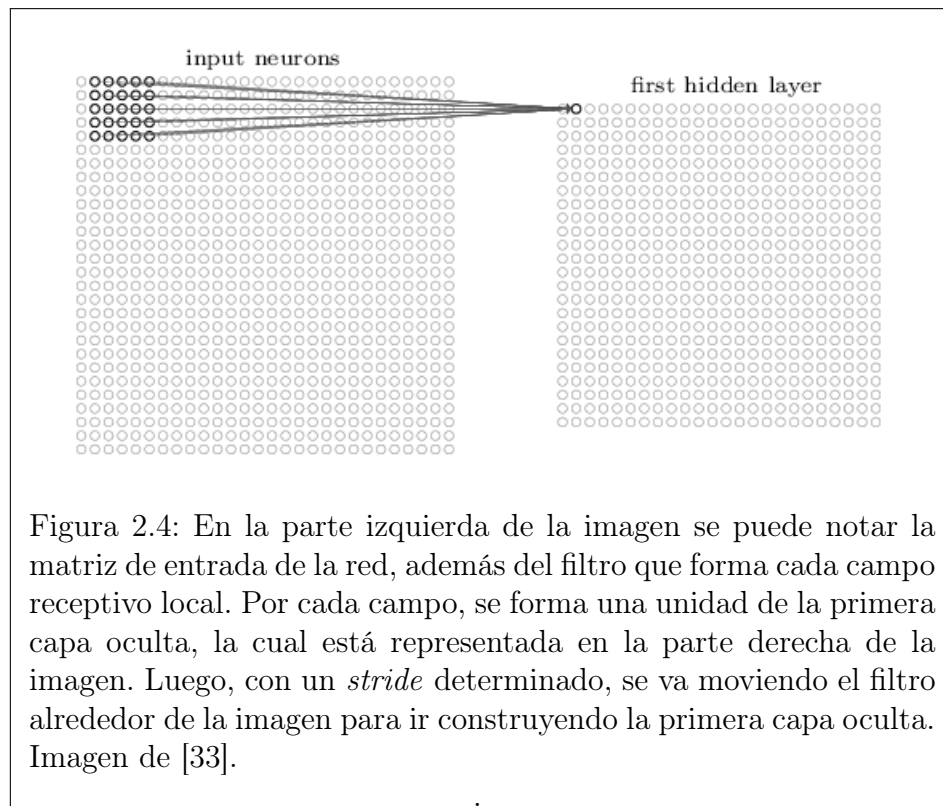 input neurons
first hidden layer
Figura 2.4: En la parte izquierda de la imagen se puede notar la
matriz de entrada de la red, además del filtro que forma cada campo
receptivo local. Por cada campo, se forma una unidad de la primera
capa oculta, la cual está representada en la parte derecha de la
imagen. Luego, con un stride determinado, se va moviendo el filtro
alrededor de la imagen para ir construyendo la primera capa oculta.
Imagen de [33].